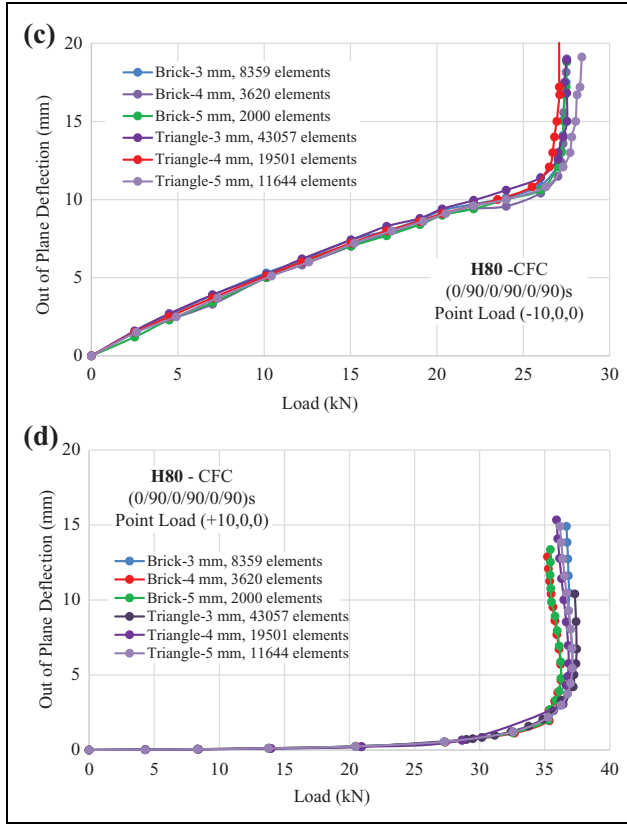 (c)
20
15
10
5
0
Out of Plane Deflection (mm)
Brick-3 mm, 8359 elements
Brick-4 mm, 3620 elements
Brick-5 mm, 2000 elements
Triangle-3 mm, 43057 elements
Triangle-4 mm, 19501 elements
Triangle-5 mm, 11644 elements
H80 -CFC
(0/90/0/90/0/90)s
Point Load (-10,0,0)
0 5 10 15 20 25 30
Load (kN)
(d)
20
15
10
5
0
Out of Plane Deflection (mm)
H80 - CFC
(0/90/0/90/0/90)s
Point Load (+10,0,0)
Brick-3 mm, 8359 elements
Brick-4 mm, 3620 elements
Brick-5 mm, 2000 elements
Triangle-3 mm, 43057 elements
Triangle-4 mm, 19501 elements
Triangle-5 mm, 11644 elements
0 5 10 15 20 25 30 35 40
Load (kN)